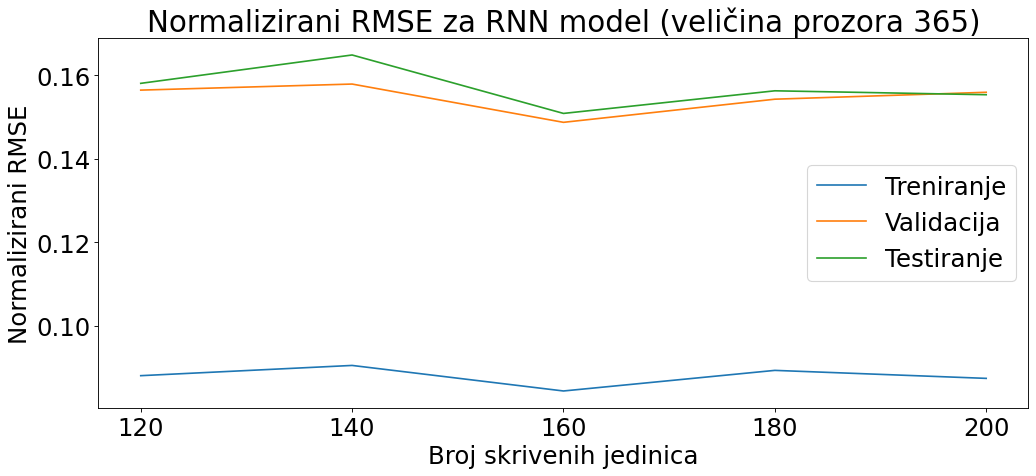 Normalizirani RMSE za RNN model (veličina prozora 365)
Normalizirani RMSE
0.16
0.14
0.12
0.10
Treniranje
Validacija
Testiranje
120 140 160 180 200
Broj skrivenih jedinica